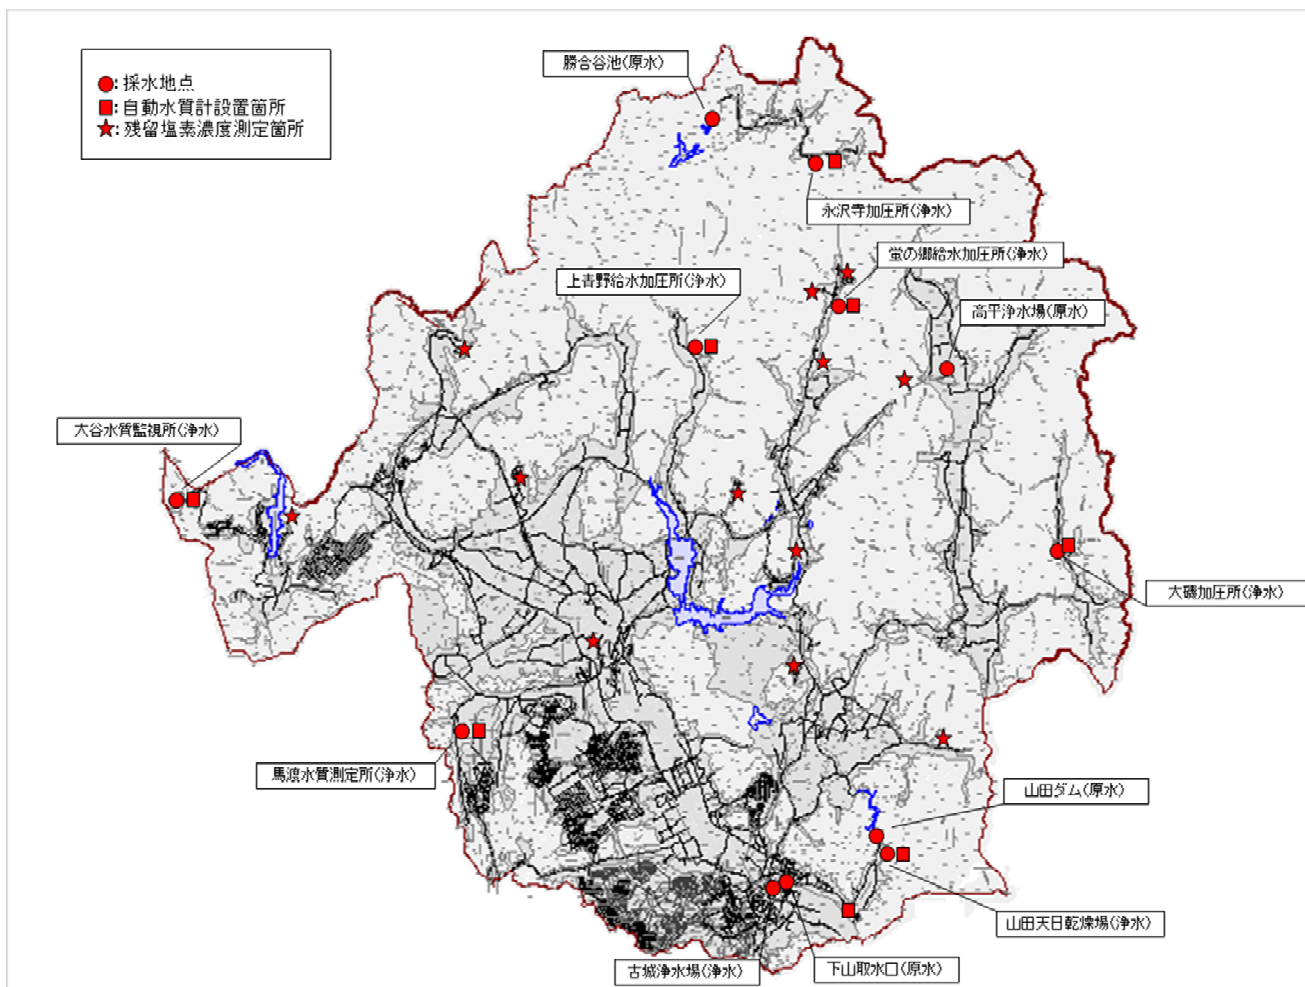 勝合谷池(原水)
●: 採水地点
■: 自動水質計設置箇所
★: 残留塩素濃度測定箇所
永沢寺加圧所(浄水)
蛍の郷給水加圧所(浄水)
上青野給水加圧所(浄水)
高平浄水場(原水)
大谷水質監視所(浄水)
大磯加圧所(浄水)
馬渡水質測定所(浄水)
山田ダム(原水)
山田天日乾燥場(浄水)
古城浄水場(浄水)
下山取水口(原水)